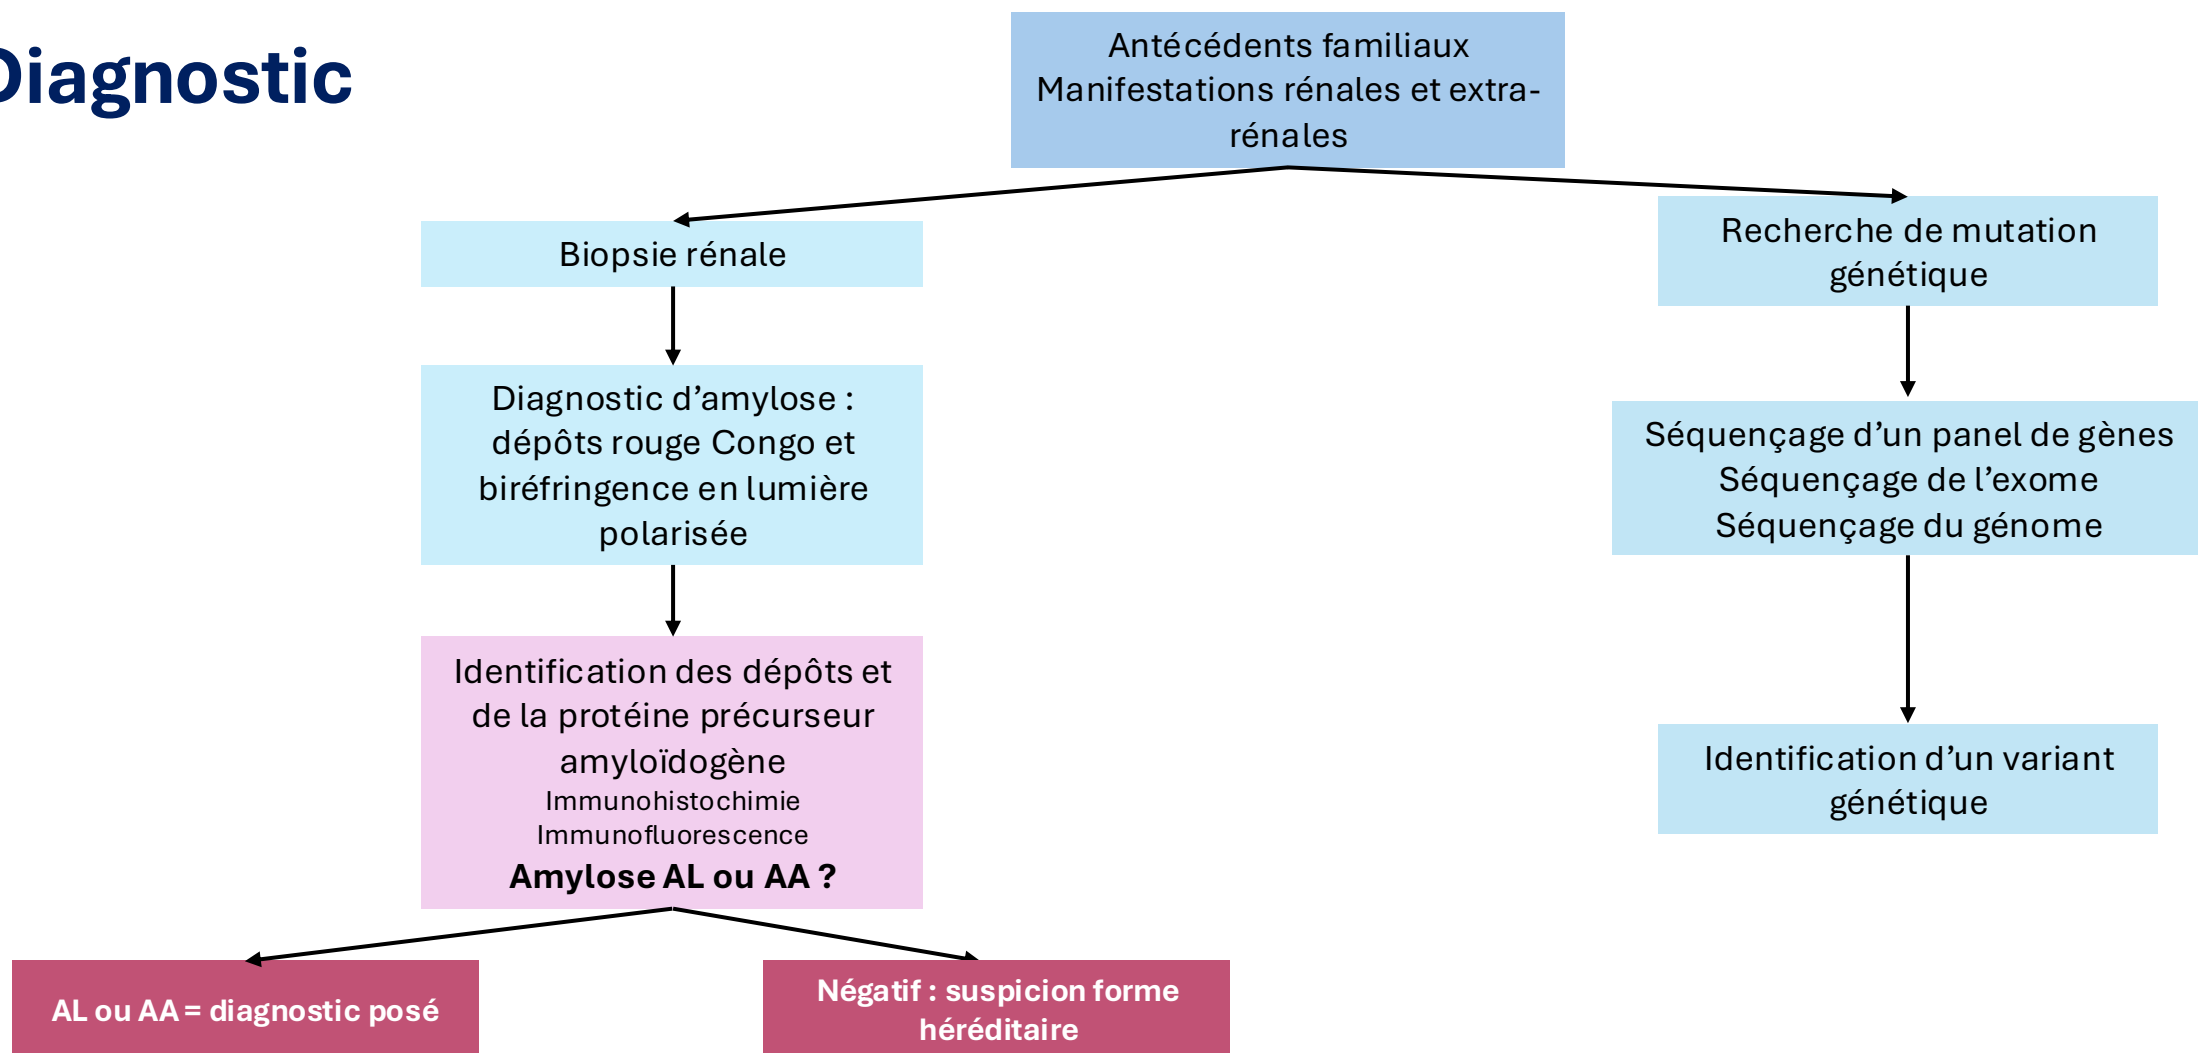 Diagnostic
Antécédents familiaux
Manifestations rénales et extra-
rénales
Biopsie rénale
Recherche de mutation
génétique
Diagnostic d’amylose :
dépôts rouge Congo et
biréfringence en lumière
polarisée
Séquençage d’un panel de gènes
Séquençage de l’exome
Séquençage du génome
Identification des dépôts et
de la protéine précurseur
amyloïdogène
Immunohistochimie
Immunofluorescence
Amylose AL ou AA ?
Identification d’un variant
génétique
AL ou AA = diagnostic posé
Négatif : suspicion forme
héréditaire